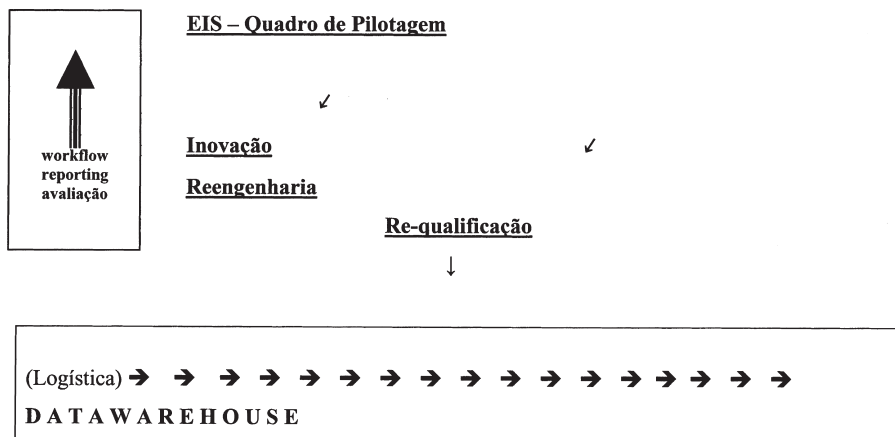 EIS – Quadro de Pilotagem
workflow
reporting
avaliação
Inovação
Reengenharia
Re-qualificação
(Logística)
DATAWAREHOUSE